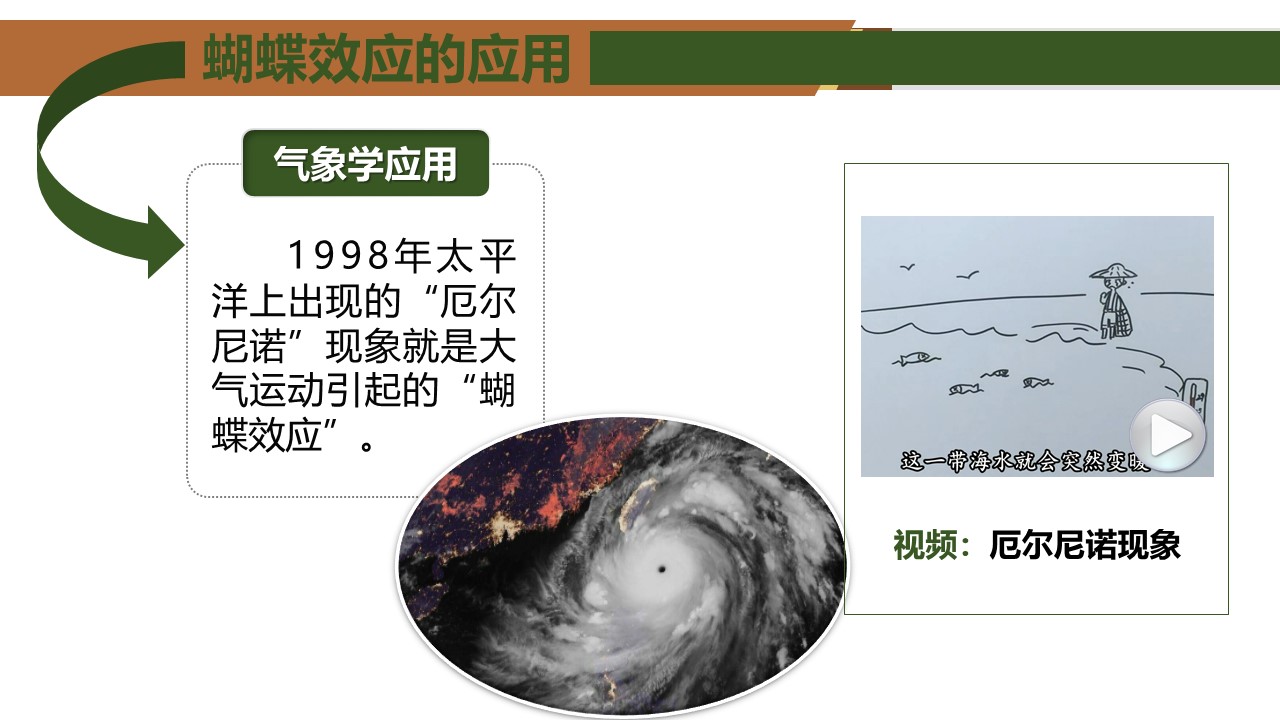 蝴蝶效应的应用
气象学应用
1998年太平
洋上出现的“厄尔
尼诺”现象就是大
气运动引起的“蝴
蝶效应”。
这一带海水就会突然变暖
视频：厄尔尼诺现象